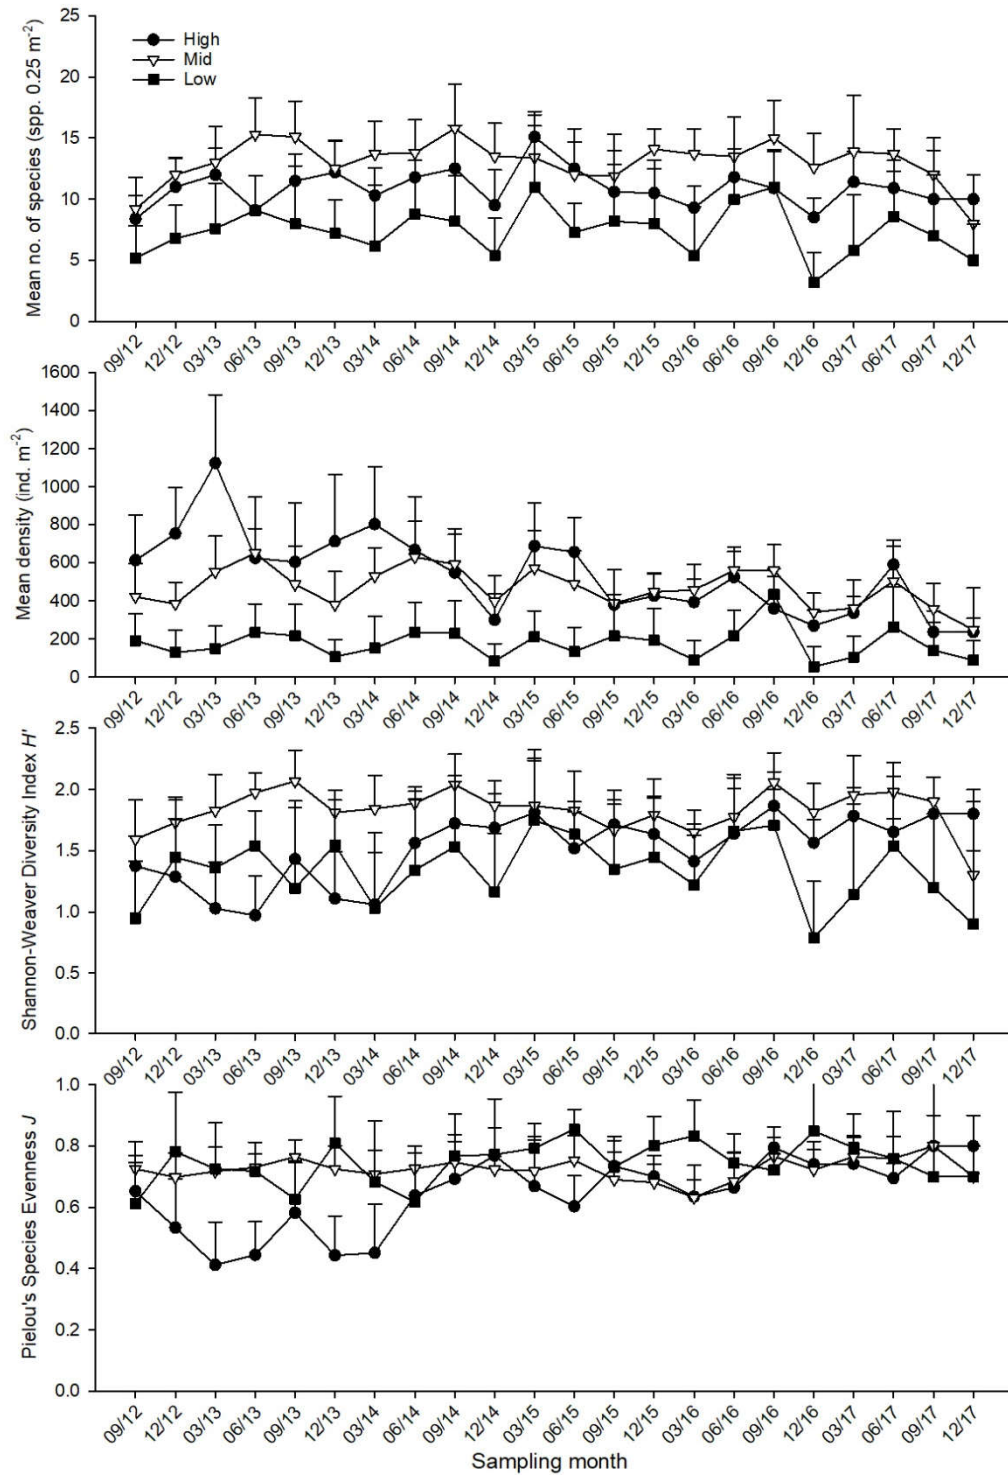 25
20
15
10
5
0
Mean no. of species (spp. 0.25 m⁻²)
High
Mid
Low
09/12 12/12 03/13 06/13 09/13 12/13 03/14 06/14 09/14 12/14 03/15 06/15 09/15 12/15 03/16 06/16 09/16 12/16 03/17 06/17 09/17 12/17
1600
1400
1200
1000
800
600
400
200
0
Mean density (ind. m⁻²)
09/12 12/12 03/13 06/13 09/13 12/13 03/14 06/14 09/14 12/14 03/15 06/15 09/15 12/15 03/16 06/16 09/16 12/16 03/17 06/17 09/17 12/17
2.5
2.0
1.5
1.0
0.5
0.0
Shannon-Weaver Diversity Index H'
09/12 12/12 03/13 06/13 09/13 12/13 03/14 06/14 09/14 12/14 03/15 06/15 09/15 12/15 03/16 06/16 09/16 12/16 03/17 06/17 09/17 12/17
1.0
0.8
0.6
0.4
0.2
0.0
Pielou's Species Evenness J
09/12 12/12 03/13 06/13 09/13 12/13 03/14 06/14 09/14 12/14 03/15 06/15 09/15 12/15 03/16 06/16 09/16 12/16 03/17 06/17 09/17 12/17
Sampling month